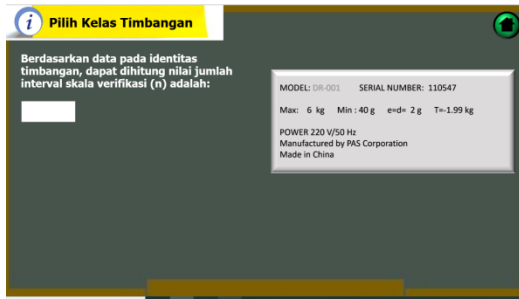 i Pilih Kelas Timbangan
Berdasarkan data pada identitas
timbangan, dapat dihitung nilai jumlah
interval skala verifikasi (n) adalah:
MODEL: DR-001 SERIAL NUMBER: 110547
Max: 6 kg Min : 40 g e=d= 2 g T=-1.99 kg
POWER 220 V/50 Hz
Manufactured by PAS Corporation
Made in China